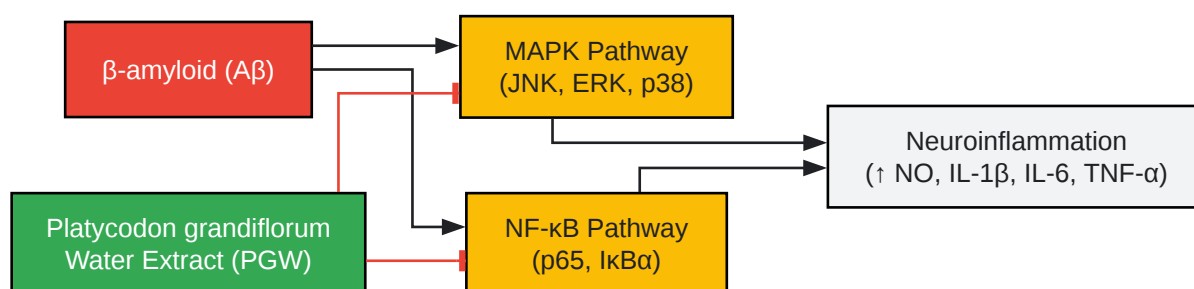 β-amyloid (Aβ)
MAPK Pathway
(JNK, ERK, p38)
Neuroinflammation
(↑ NO, IL-1β, IL-6, TNF-α)
Platycodon grandiflorum
Water Extract (PGW)
NF-κB Pathway
(p65, IκBα)